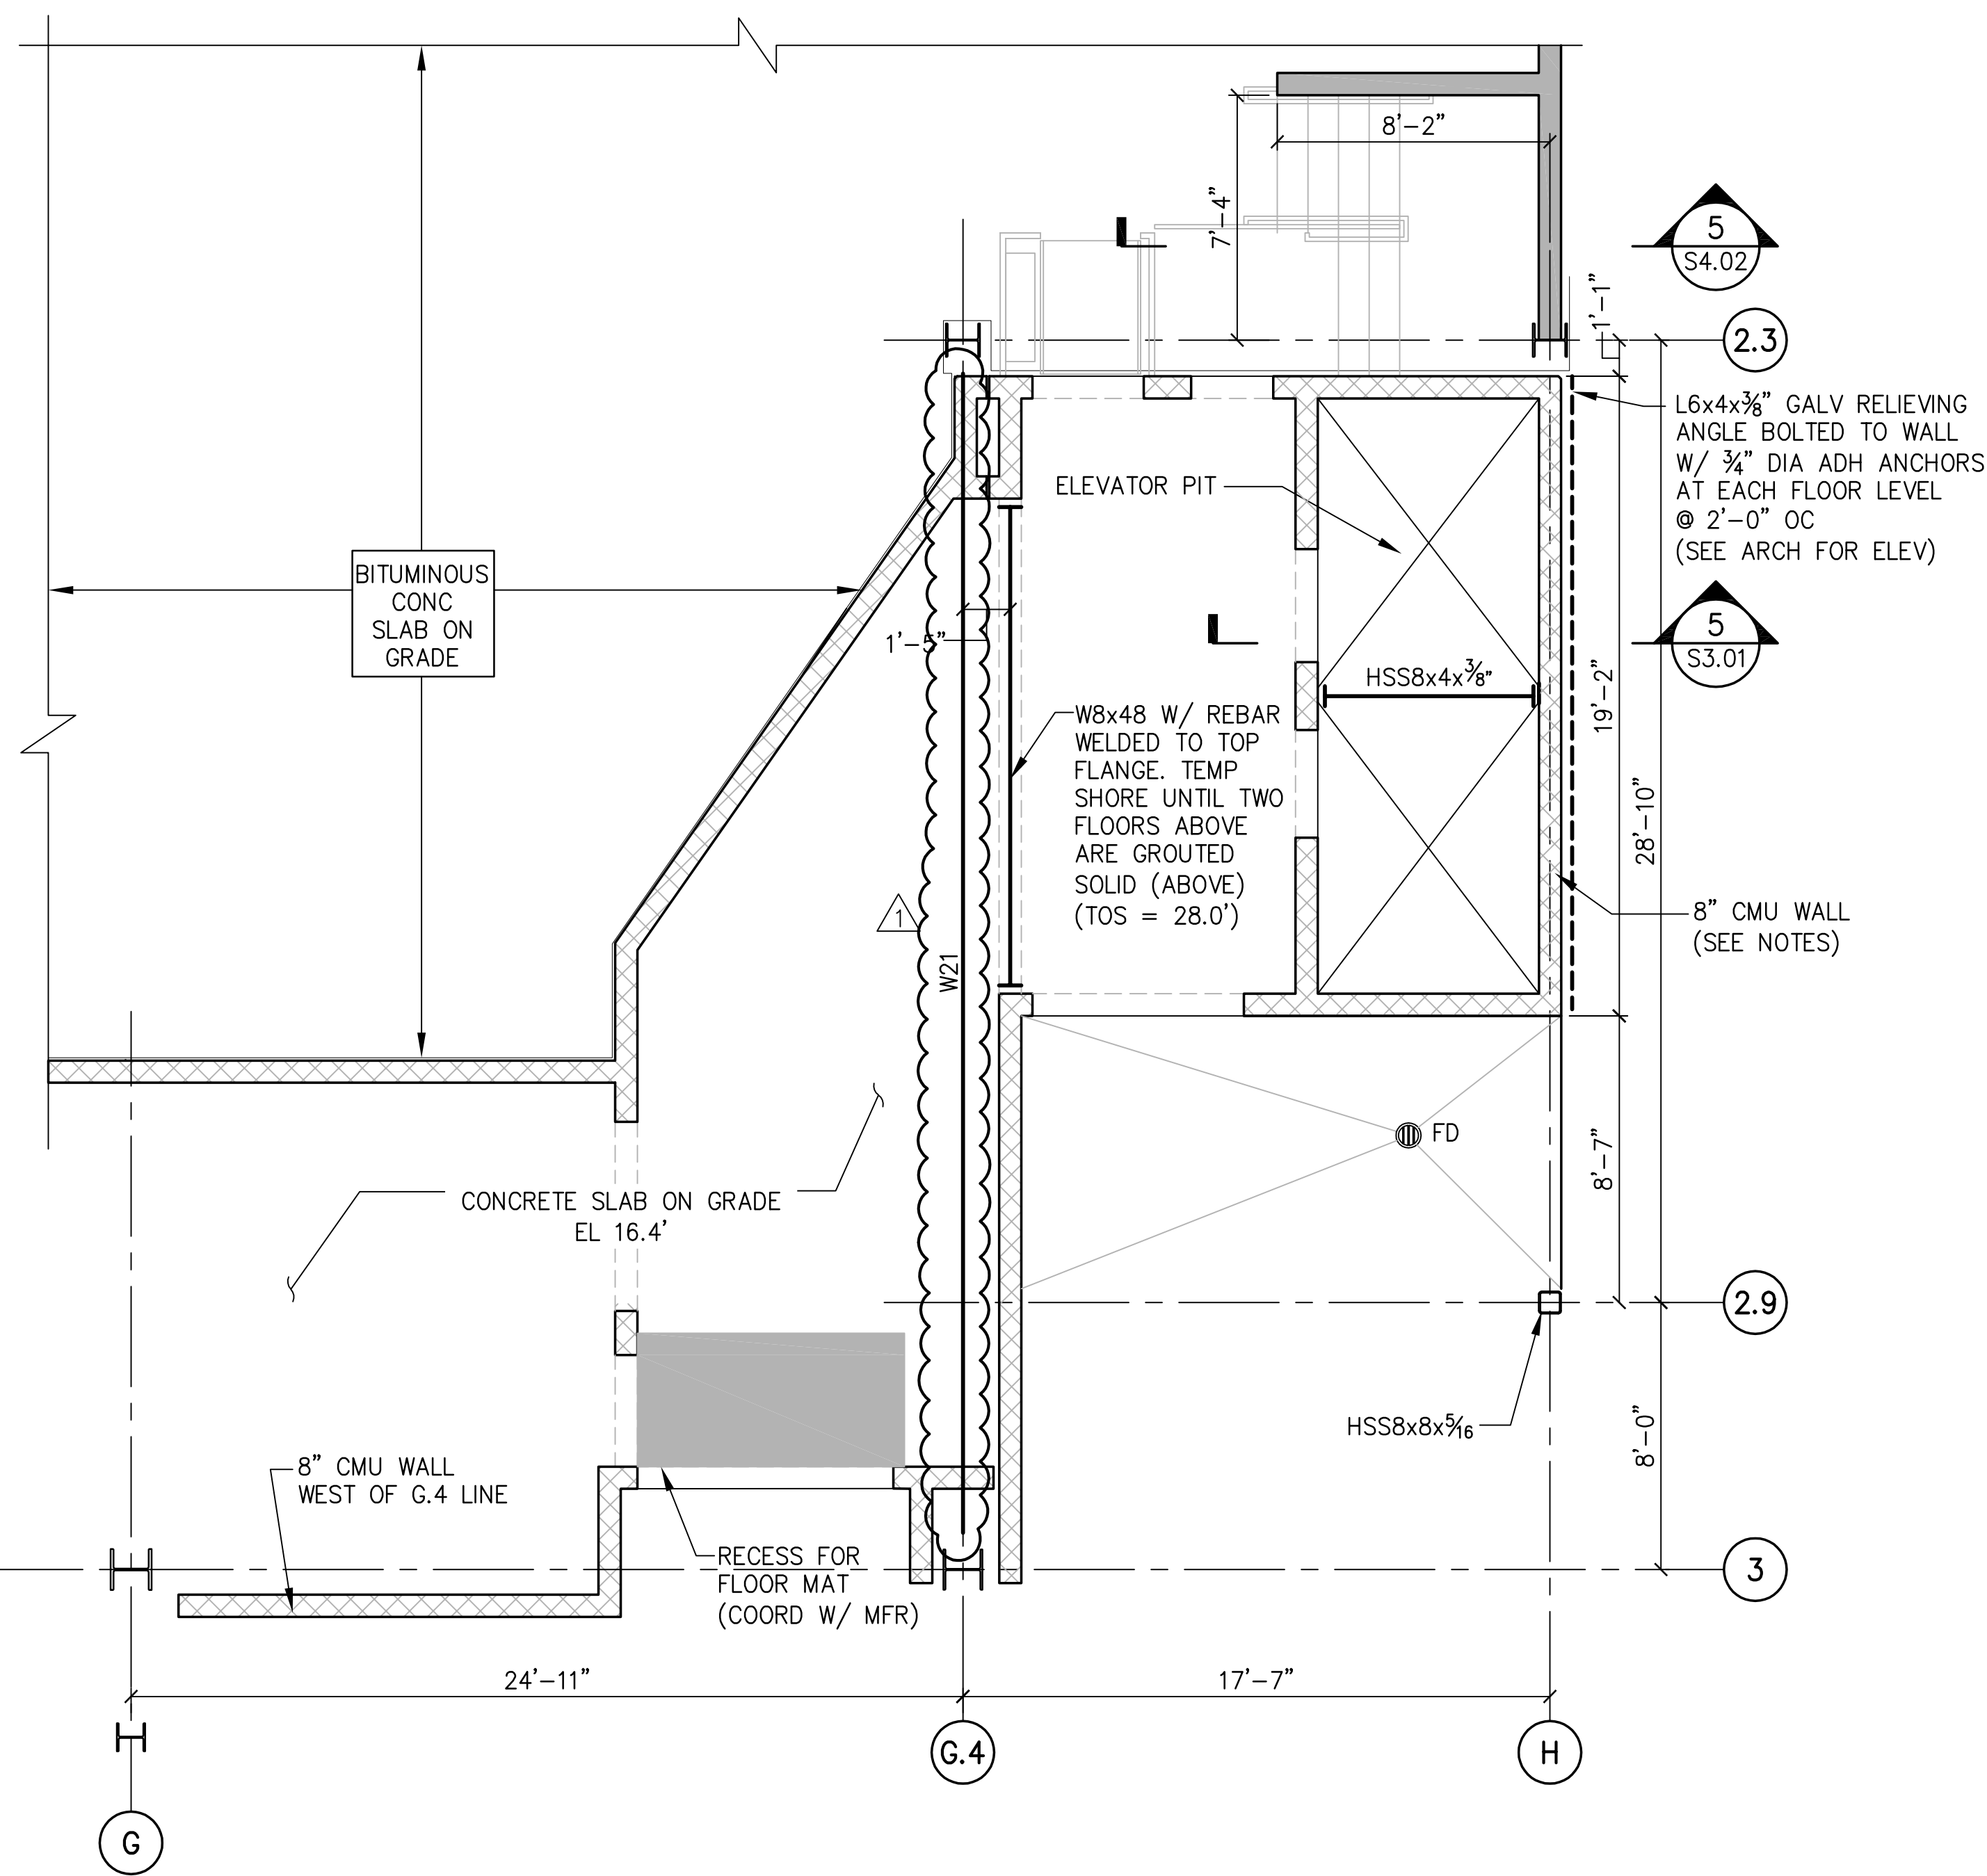 8'-2"
7'-4"
5
S4.02
1'-1"
2.3
L6x4x3/8" GALV RELIEVING
ANGLE BOLTED TO WALL
W/ 3/4" DIA ADH ANCHORS
AT EACH FLOOR LEVEL
@ 2'-0" OC
(SEE ARCH FOR ELEV)
ELEVATOR PIT
BITUMINOUS
CONC
SLAB ON
GRADE
1'-5"
5
S3.01
HSS8x4x3/8"
19'-2"
W8x48 W/ REBAR
WELDED TO TOP
FLANGE. TEMP
SHORE UNTIL TWO
FLOORS ABOVE
ARE GROUTED
SOLID (ABOVE)
(TOS = 28.0')
28'-10"
1
W21
8" CMU WALL
(SEE NOTES)
FD
8'-7"
CONCRETE SLAB ON GRADE
EL 16.4'
2.9
HSS8x8x5/16
8'-0"
8" CMU WALL
WEST OF G.4 LINE
RECESS FOR
FLOOR MAT
(COORD W/ MFR)
3
24'-11"
17'-7"
G.4
H
G